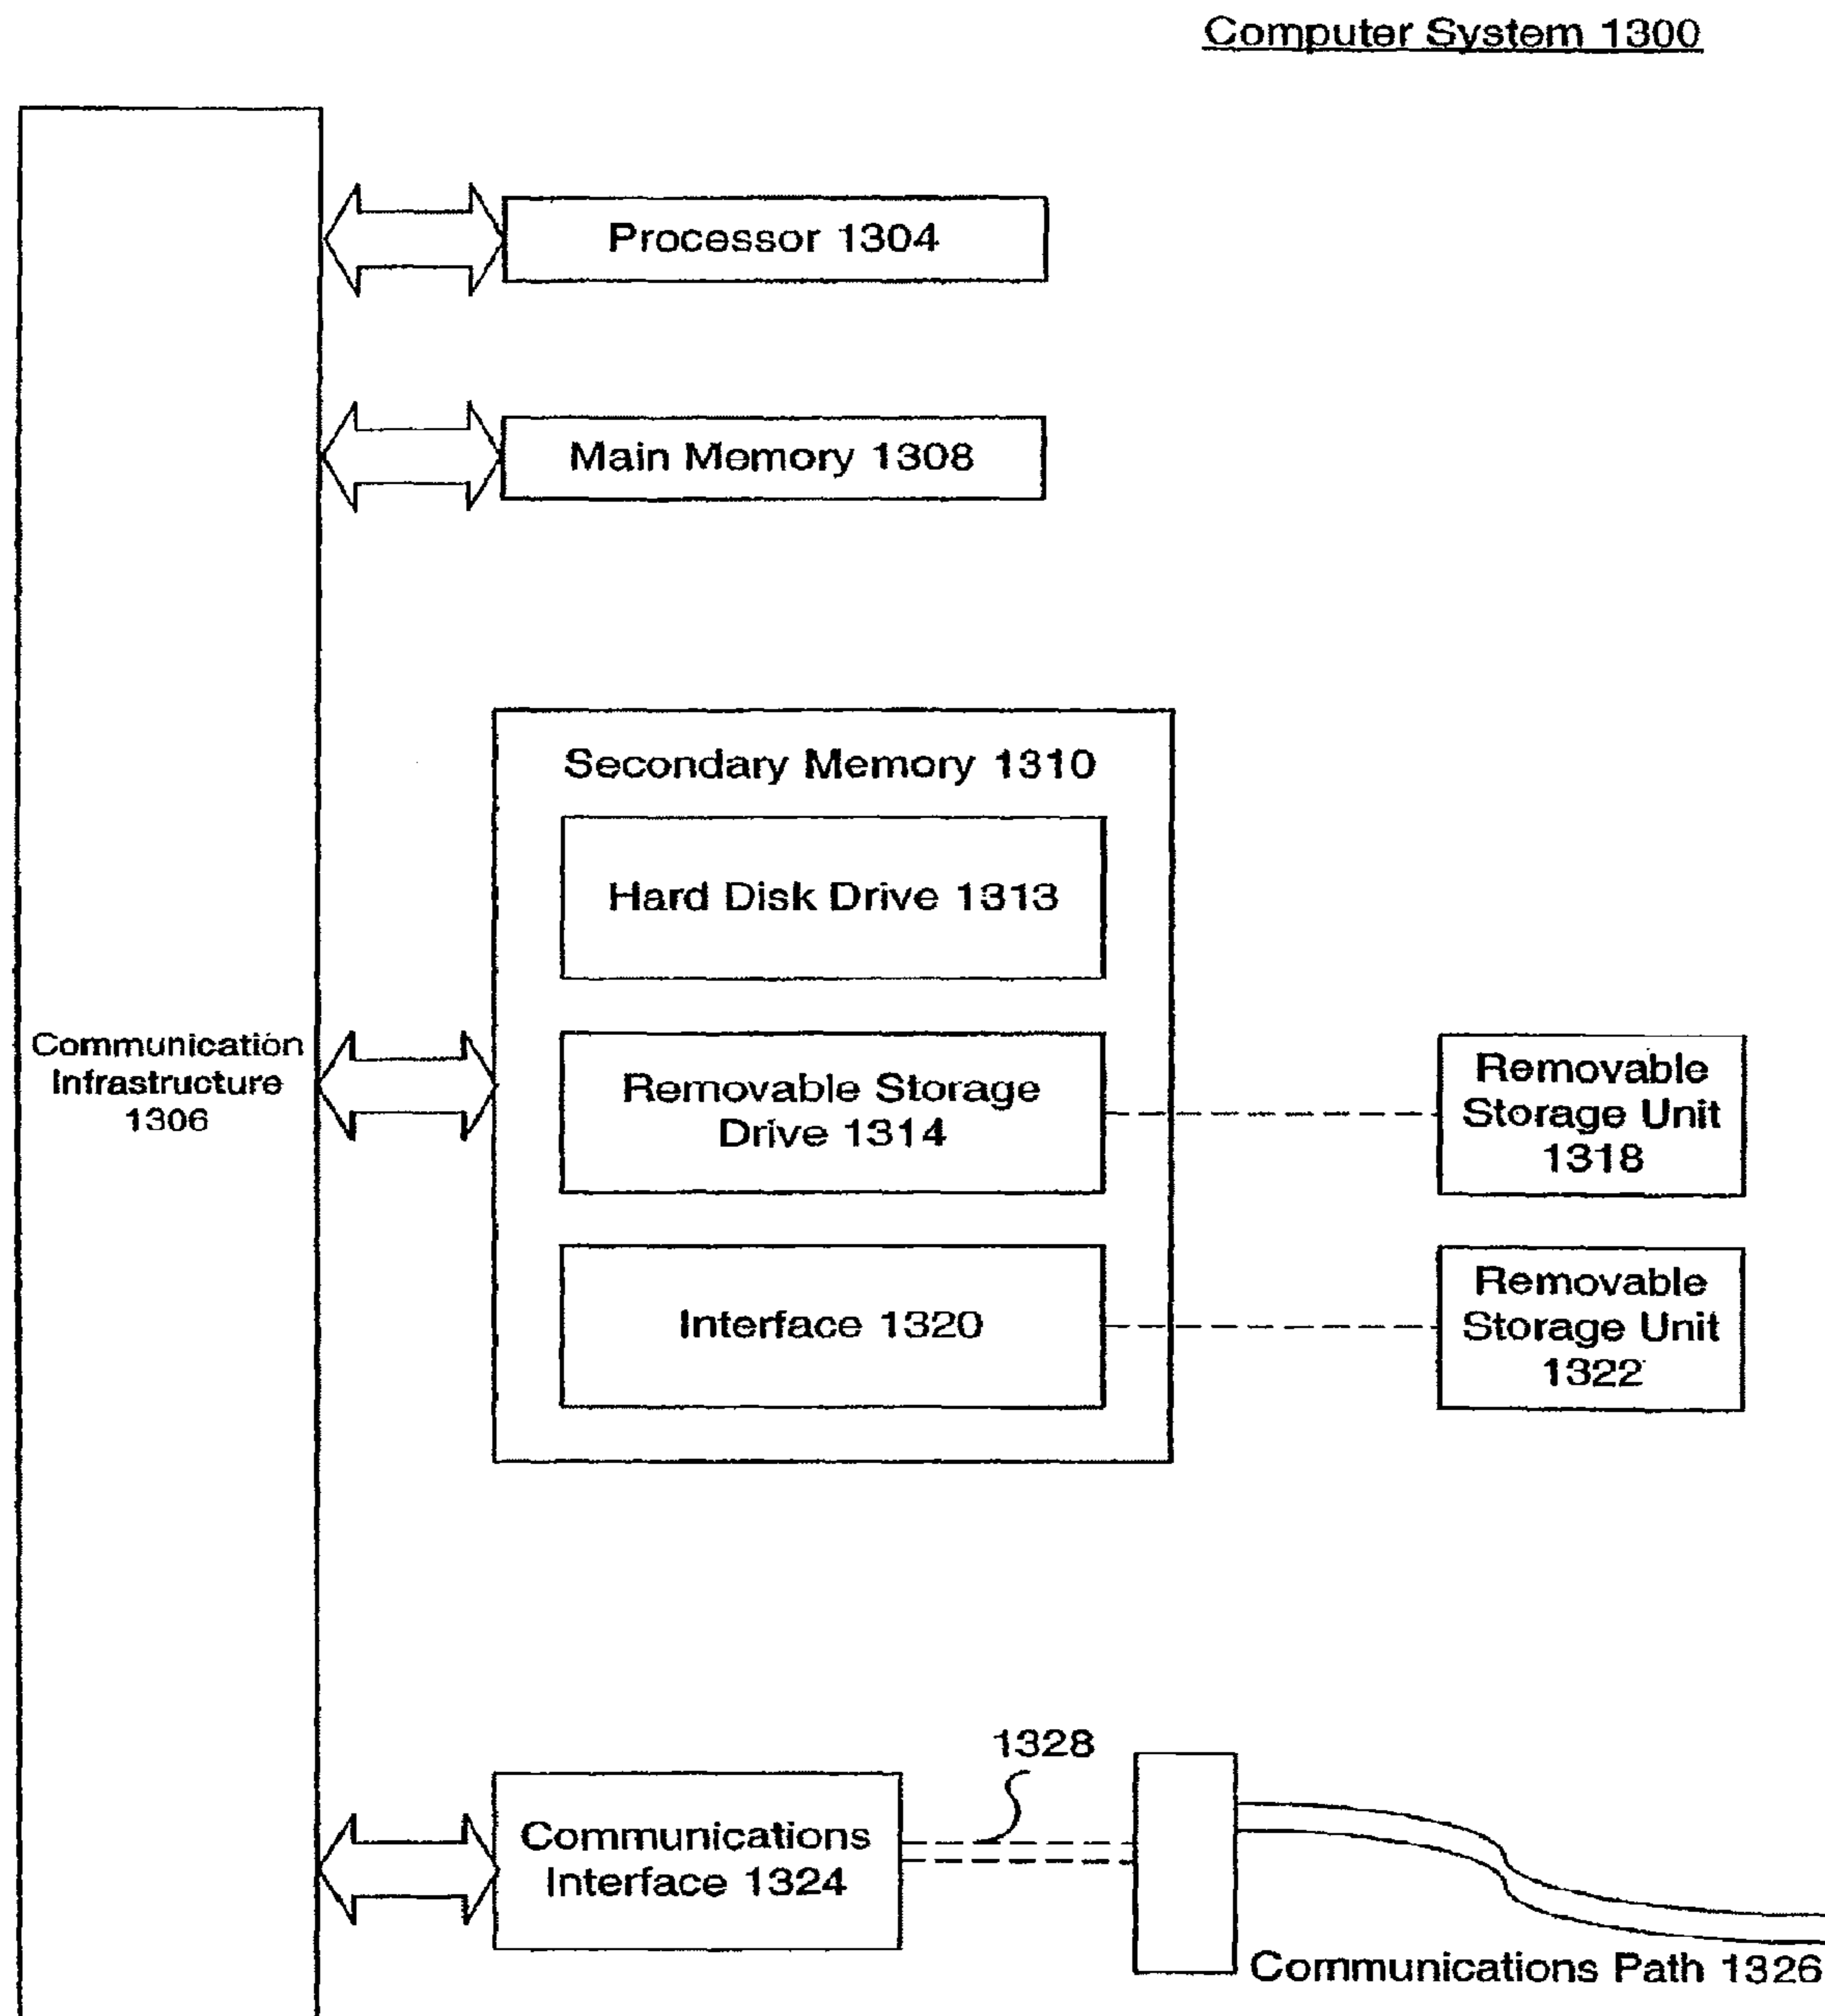 Computer System 1300
Processor 1304
Main Memory 1308
Secondary Memory 1310
Hard Disk Drive 1313
Communication
Infrastructure
1306
Removable Storage
Drive 1314
Removable
Storage Unit
1318
Interface 1320
Removable
Storage Unit
1322
1328
Communications
Interface 1324
Communications Path 1326